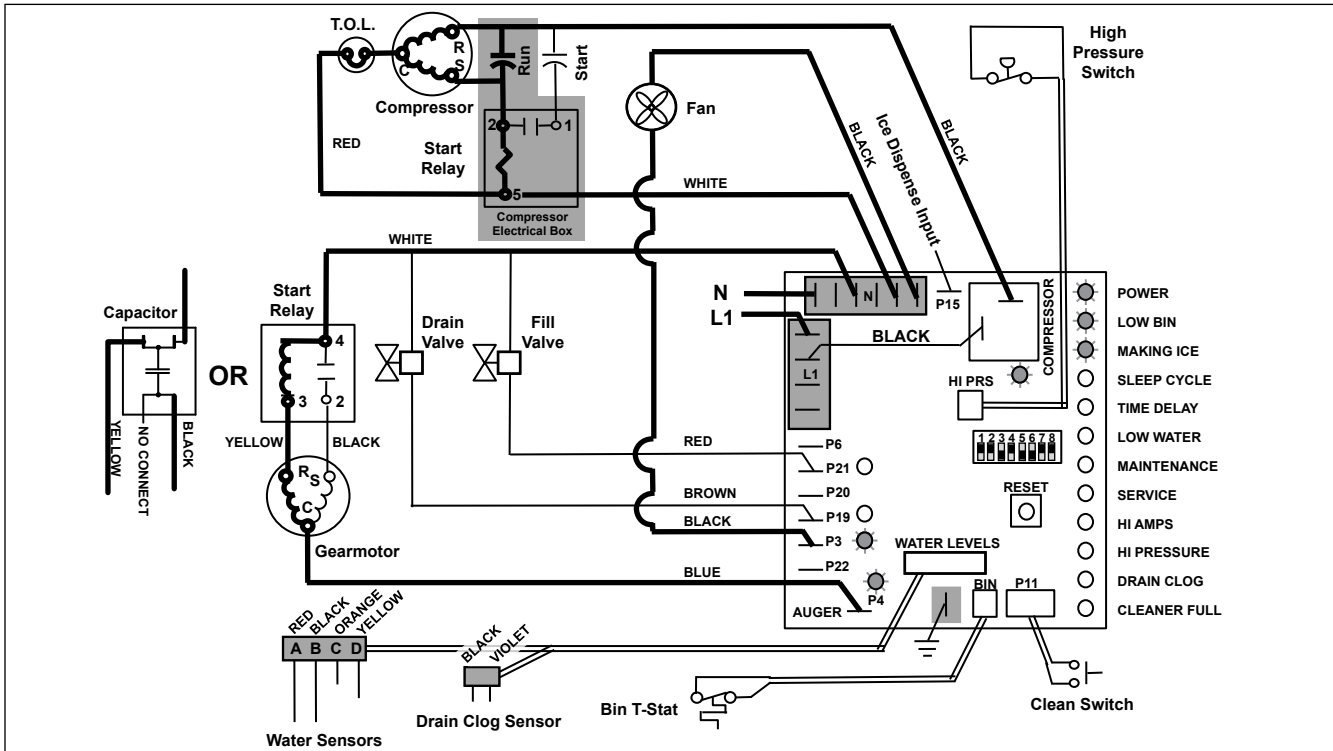 T.O.L.
R
S
C
Compressor
Run
Start
2
1
Start
Relay
5
Compressor
Electrical Box
RED
WHITE
Fan
BLACK
Ice Dispense Input
BLACK
High
Pressure
Switch
WHITE
Capacitor
YELLOW
NO CONNECT
BLACK
OR
Start
Relay
4
3
2
YELLOW
BLACK
R
S
C
Gearmotor
Drain
Valve
Fill
Valve
N
L1
N
P15
L1
BLACK
COMPRESSOR
HI PRS
1 2 3 4 5 6 7 8
RESET
POWER
LOW BIN
MAKING ICE
SLEEP CYCLE
TIME DELAY
LOW WATER
MAINTENANCE
SERVICE
HI AMPS
HI PRESSURE
DRAIN CLOG
CLEANER FULL
RED
BROWN
BLACK
BLUE
P6
P21
P20
P19
P3
P22
P4
AUGER
WATER LEVELS
BIN
P11
RED
BLACK
ORANGE
YELLOW
A B C D
Water Sensors
BLACK
VIOLET
Drain Clog Sensor
Bin T-Stat
Clean Switch